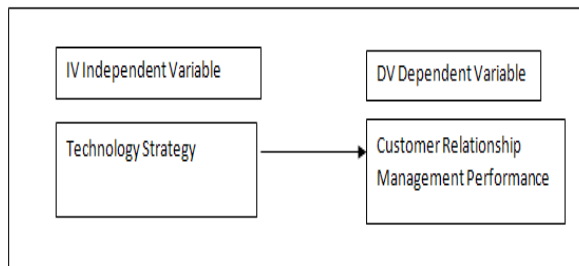 IV Independent Variable
DV Dependent Variable
Technology Strategy
Customer Relationship
Management Performance